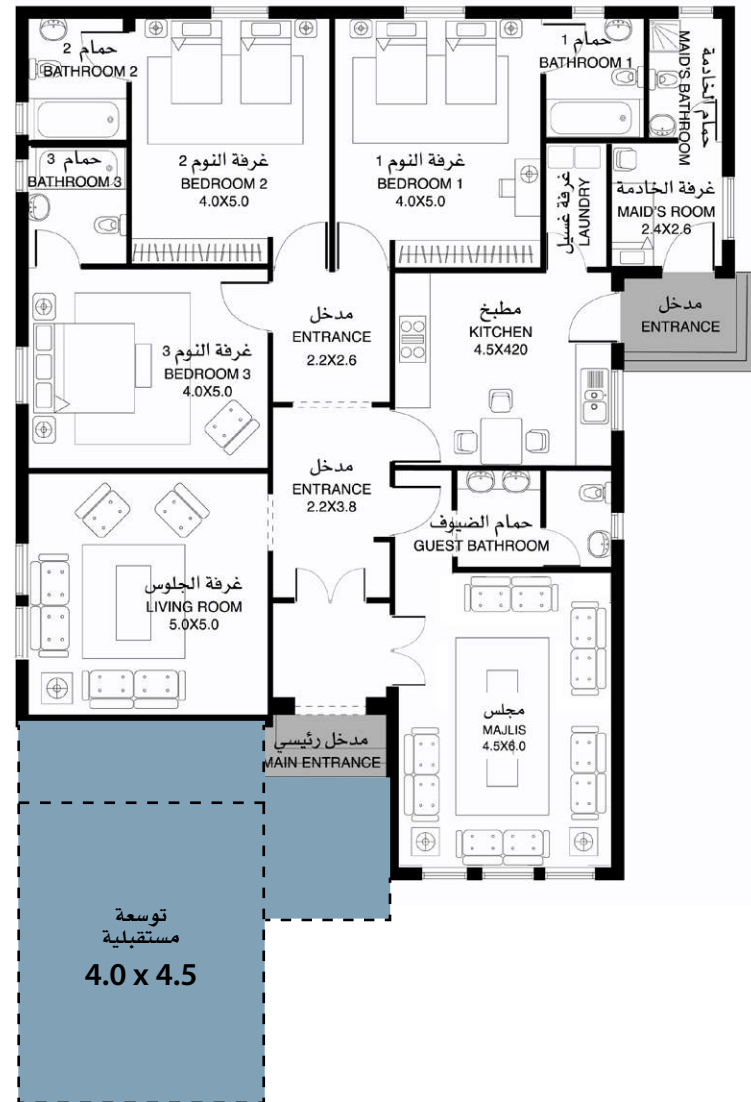 حمام 2
BATHROOM 2
حمام 1
BATHROOM 1
حمام الخادمة
MAID'S BATHROOM
حمام 3
BATHROOM 3
غرفة النوم 2
BEDROOM 2
4.0X5.0
غرفة النوم 1
BEDROOM 1
4.0X5.0
غرفة غسيل
LAUNDRY
غرفة الخادمة
MAID'S ROOM
2.4X2.6
مدخل
ENTRANCE
2.2X2.6
مطبخ
KITCHEN
4.5X420
مدخل
ENTRANCE
غرفة النوم 3
BEDROOM 3
4.0X5.0
مدخل
ENTRANCE
2.2X3.8
حمام الضيوف
GUEST BATHROOM
غرفة الجلوس
LIVING ROOM
5.0X5.0
مجلس
MAJLIS
4.5X6.0
مدخل رئيسي
MAIN ENTRANCE
توسعة
مستقبلية
4.0 x 4.5